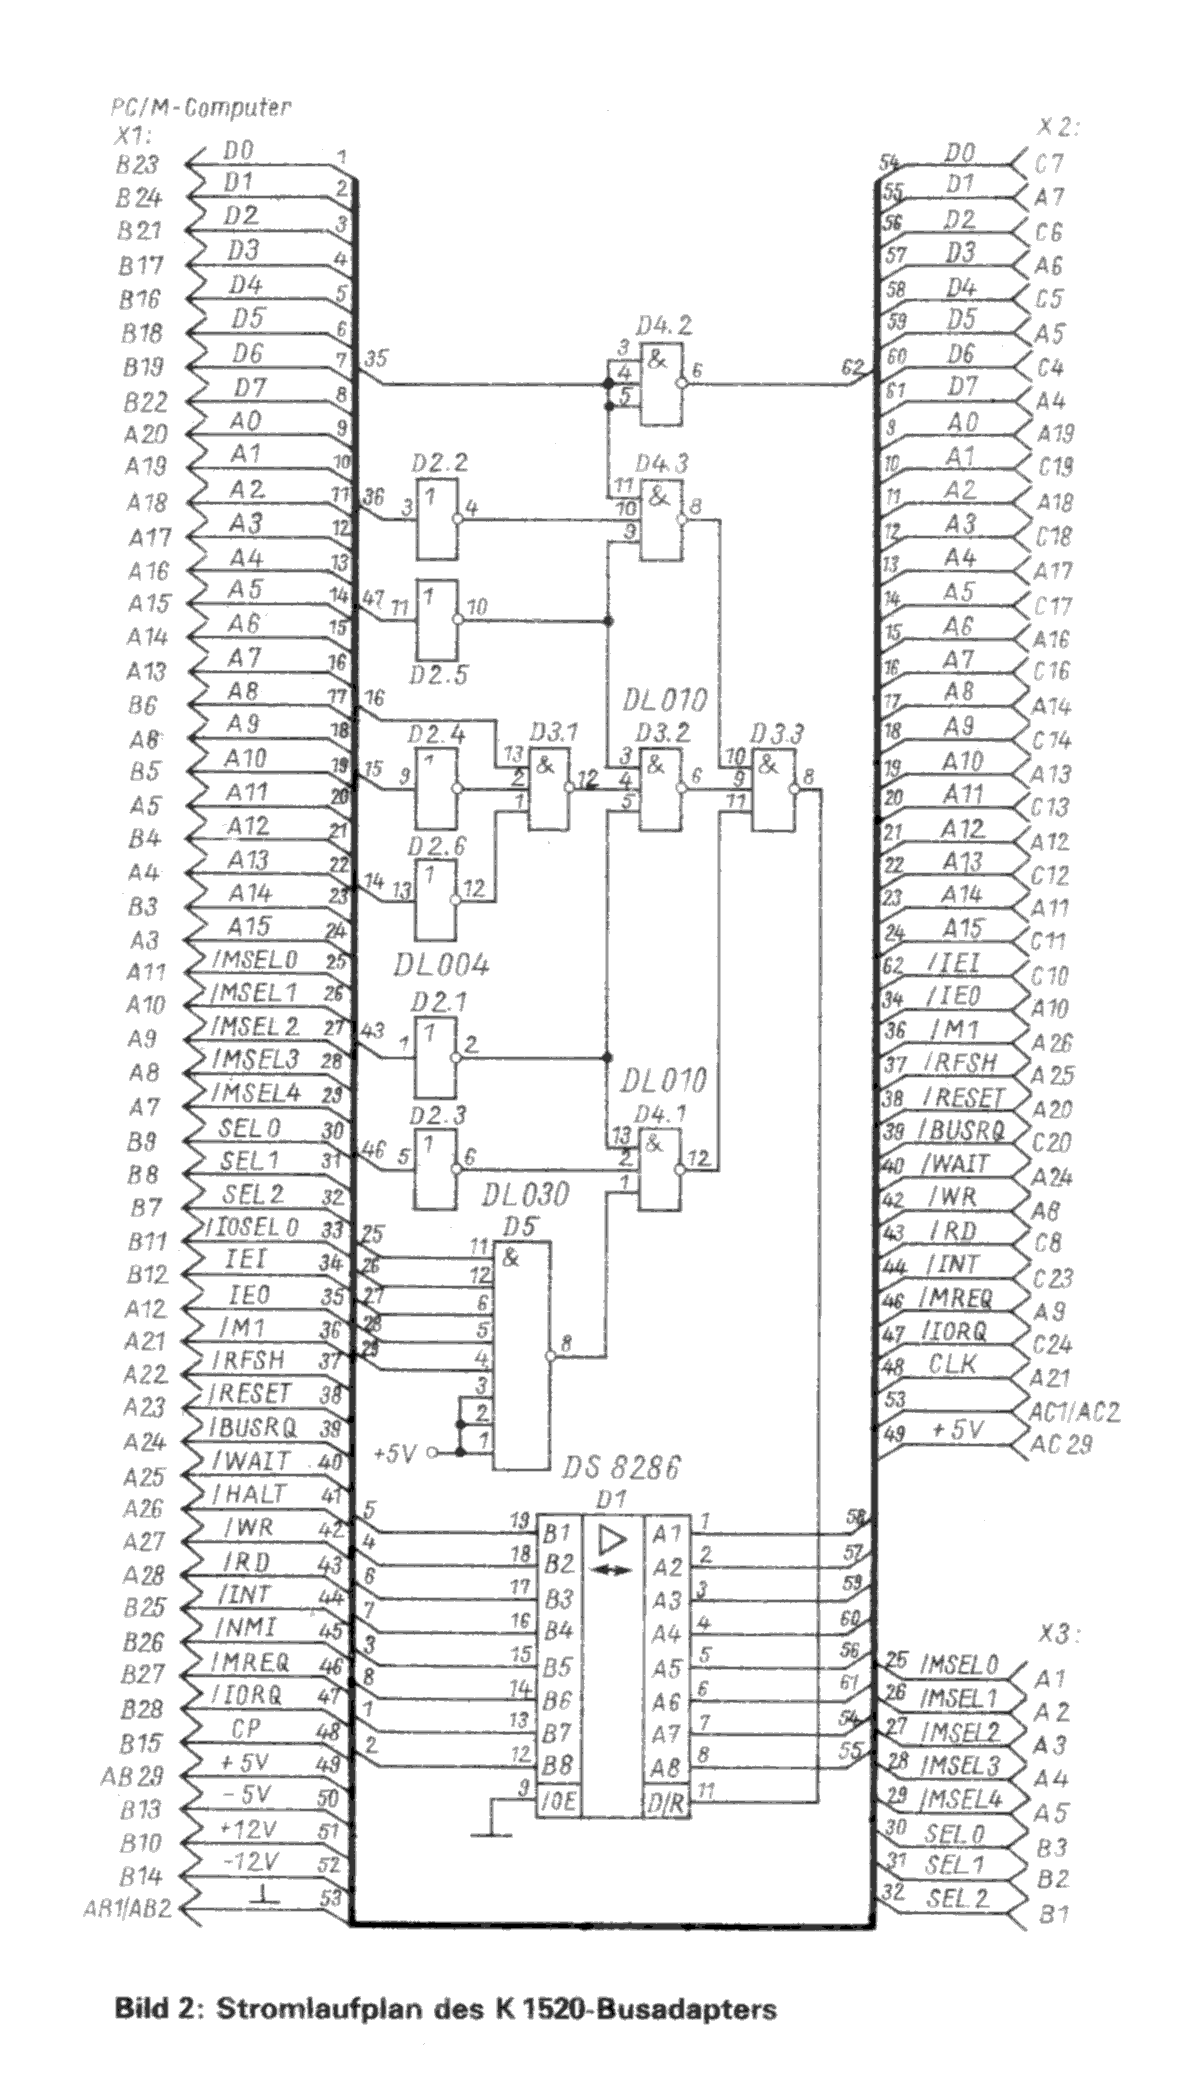 PC/M-Computer
X1:
B23 D0 1
B24 D1 2
B21 D2 3
B17 D3 4
B16 D4 5
B18 D5 6
B19 D6 7
B22 D7 8
A20 A0 9
A19 A1 10
A18 A2 11
A17 A3 12
A16 A4 13
A15 A5 14
A14 A6 15
A13 A7 16
B6 A8 17
A6 A9 18
B5 A10 19
A5 A11 20
B4 A12 21
A4 A13 22
B3 A14 23
A3 A15 24
A11 /MSEL0 25
A10 /MSEL1 26
A9 /MSEL2 27
A8 /MSEL3 28
A7 /MSEL4 29
B9 SEL0 30
B8 SEL1 31
B7 SEL2 32
B11 /IOSEL0 33
B12 IEI 34
A12 IEO 35
A21 /M1 36
A22 /RFSH 37
A23 /RESET 38
A24 /BUSRQ 39
A25 /WAIT 40
A26 /HALT 41
A27 /WR 42
A28 /RD 43
B25 /INT 44
B26 /NMI 45
B27 /MREQ 46
B28 /IORQ 47
B15 CP 48
AB29 +5V 49
B13 -5V 50
B10 +12V 51
B14 -12V 52
AB1/AB2 53
35
D4.2
3 & 6 62
4
5
D2.2
36 3 1 4
D4.3
11 & 8
10
9
47 11 1 10
D2.5
16
D2.4
15 9 1
D3.1
13 & 12
2
1
DL010
D3.2
3 & 6
4
5
D3.3
10 & 8
9
11
D2.6
14 13 1 12
DL004
D2.1
43 1 1 2
DL010
D4.1
13 & 12
2
1
D2.3
46 5 1 6
DL030
D5
25 11 & 8
26 12
27 6
28 5
29 4
3
2
+5V 1
DS 8286
D1
5 19 B1 A1 1 58
4 18 B2 A2 2 57
6 17 B3 A3 3 59
7 16 B4 A4 4 60
3 15 B5 A5 5 56
8 14 B6 A6 6 61
1 13 B7 A7 7 54
2 12 B8 A8 8 55
9 /OE D/R 11
X2:
54 D0 C7
55 D1 A7
56 D2 C6
57 D3 A6
58 D4 C5
59 D5 A5
60 D6 C4
61 D7 A4
9 A0 A19
10 A1 C19
11 A2 A18
12 A3 C18
13 A4 A17
14 A5 C17
15 A6 A16
16 A7 C16
17 A8 A14
18 A9 C14
19 A10 A13
20 A11 C13
21 A12 A12
22 A13 C12
23 A14 A11
24 A15 C11
62 /IEI C10
34 /IEO A10
36 /M1 A26
37 /RFSH A25
38 /RESET A20
39 /BUSRQ C20
40 /WAIT A24
42 /WR A8
43 /RD C8
44 /INT C23
46 /MREQ A9
47 /IORQ C24
48 CLK A21
53 AC1/AC2
49 +5V AC29
X3:
25 /MSEL0 A1
26 /MSEL1 A2
27 /MSEL2 A3
28 /MSEL3 A4
29 /MSEL4 A5
30 SEL0 B3
31 SEL1 B2
32 SEL2 B1
Bild 2: Stromlaufplan des K 1520-Busadapters